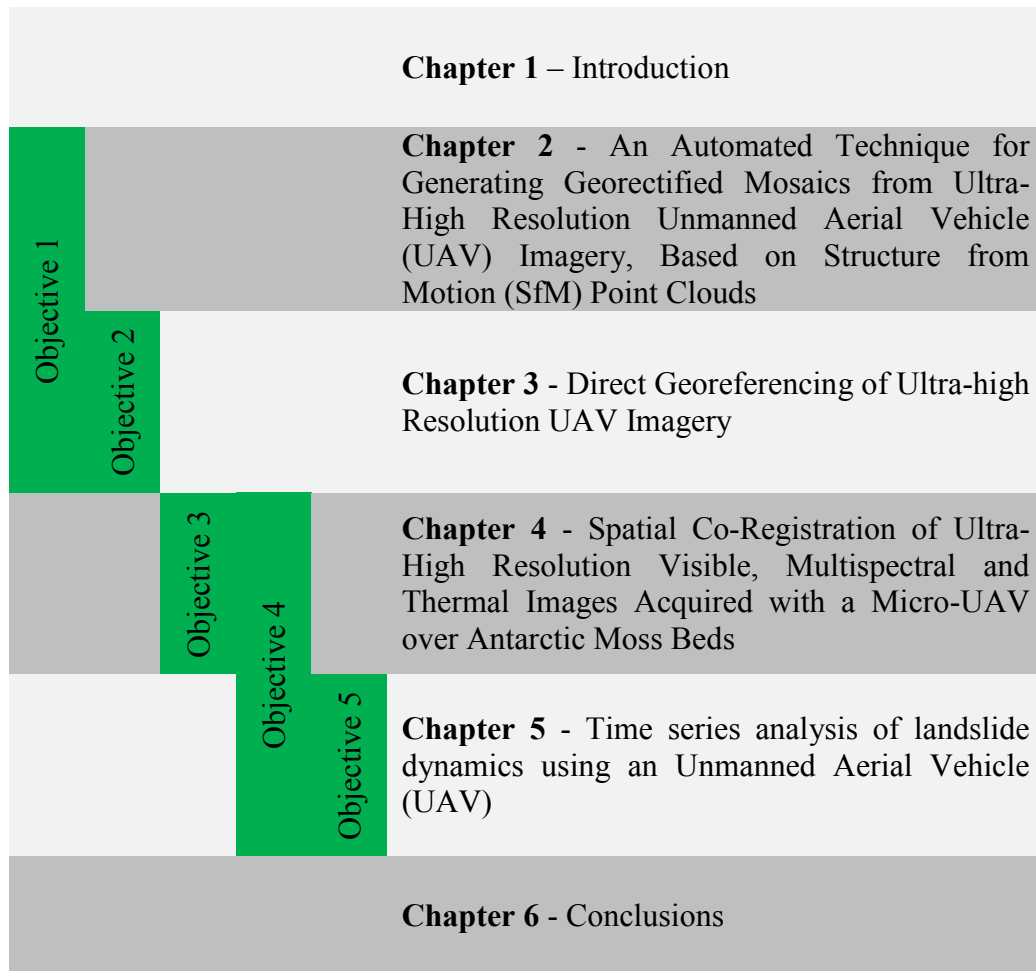 Chapter 1 – Introduction
Objective 1
Chapter 2 - An Automated Technique for
Generating Georectified Mosaics from Ultra-
High Resolution Unmanned Aerial Vehicle
(UAV) Imagery, Based on Structure from
Motion (SfM) Point Clouds
Objective 2
Chapter 3 - Direct Georeferencing of Ultra-high
Resolution UAV Imagery
Objective 3
Objective 4
Chapter 4 - Spatial Co-Registration of Ultra-
High Resolution Visible, Multispectral and
Thermal Images Acquired with a Micro-UAV
over Antarctic Moss Beds
Objective 5
Chapter 5 - Time series analysis of landslide
dynamics using an Unmanned Aerial Vehicle
(UAV)
Chapter 6 - Conclusions